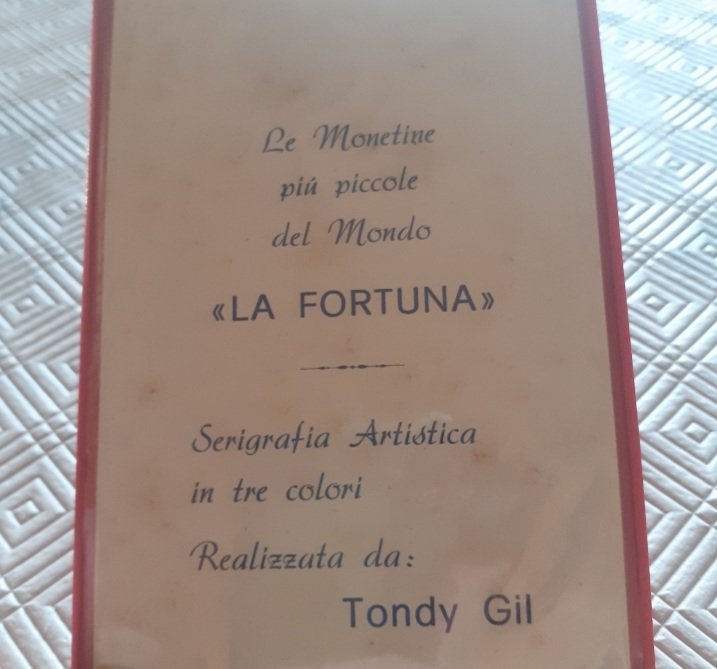 Le Monetine
piú piccole
del Mondo
«LA FORTUNA»
Serigrafia Artistica
in tre colori
Realizzata da:
Tondy Gil